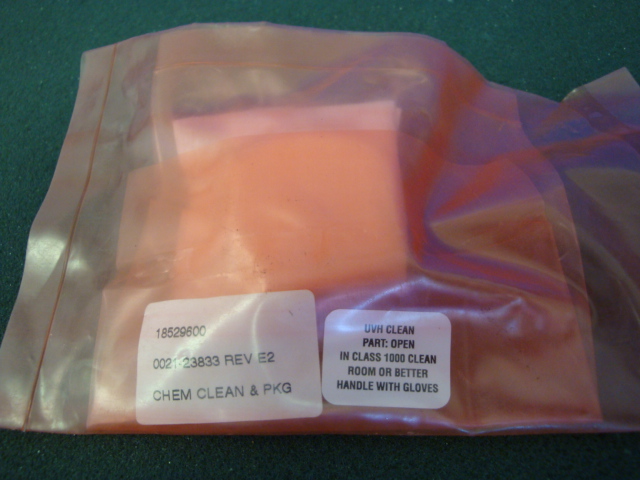 18529600
0021-23833 REV E2
CHEM CLEAN & PKG
UVH CLEAN
PART: OPEN
IN CLASS 1000 CLEAN
ROOM OR BETTER
HANDLE WITH GLOVES